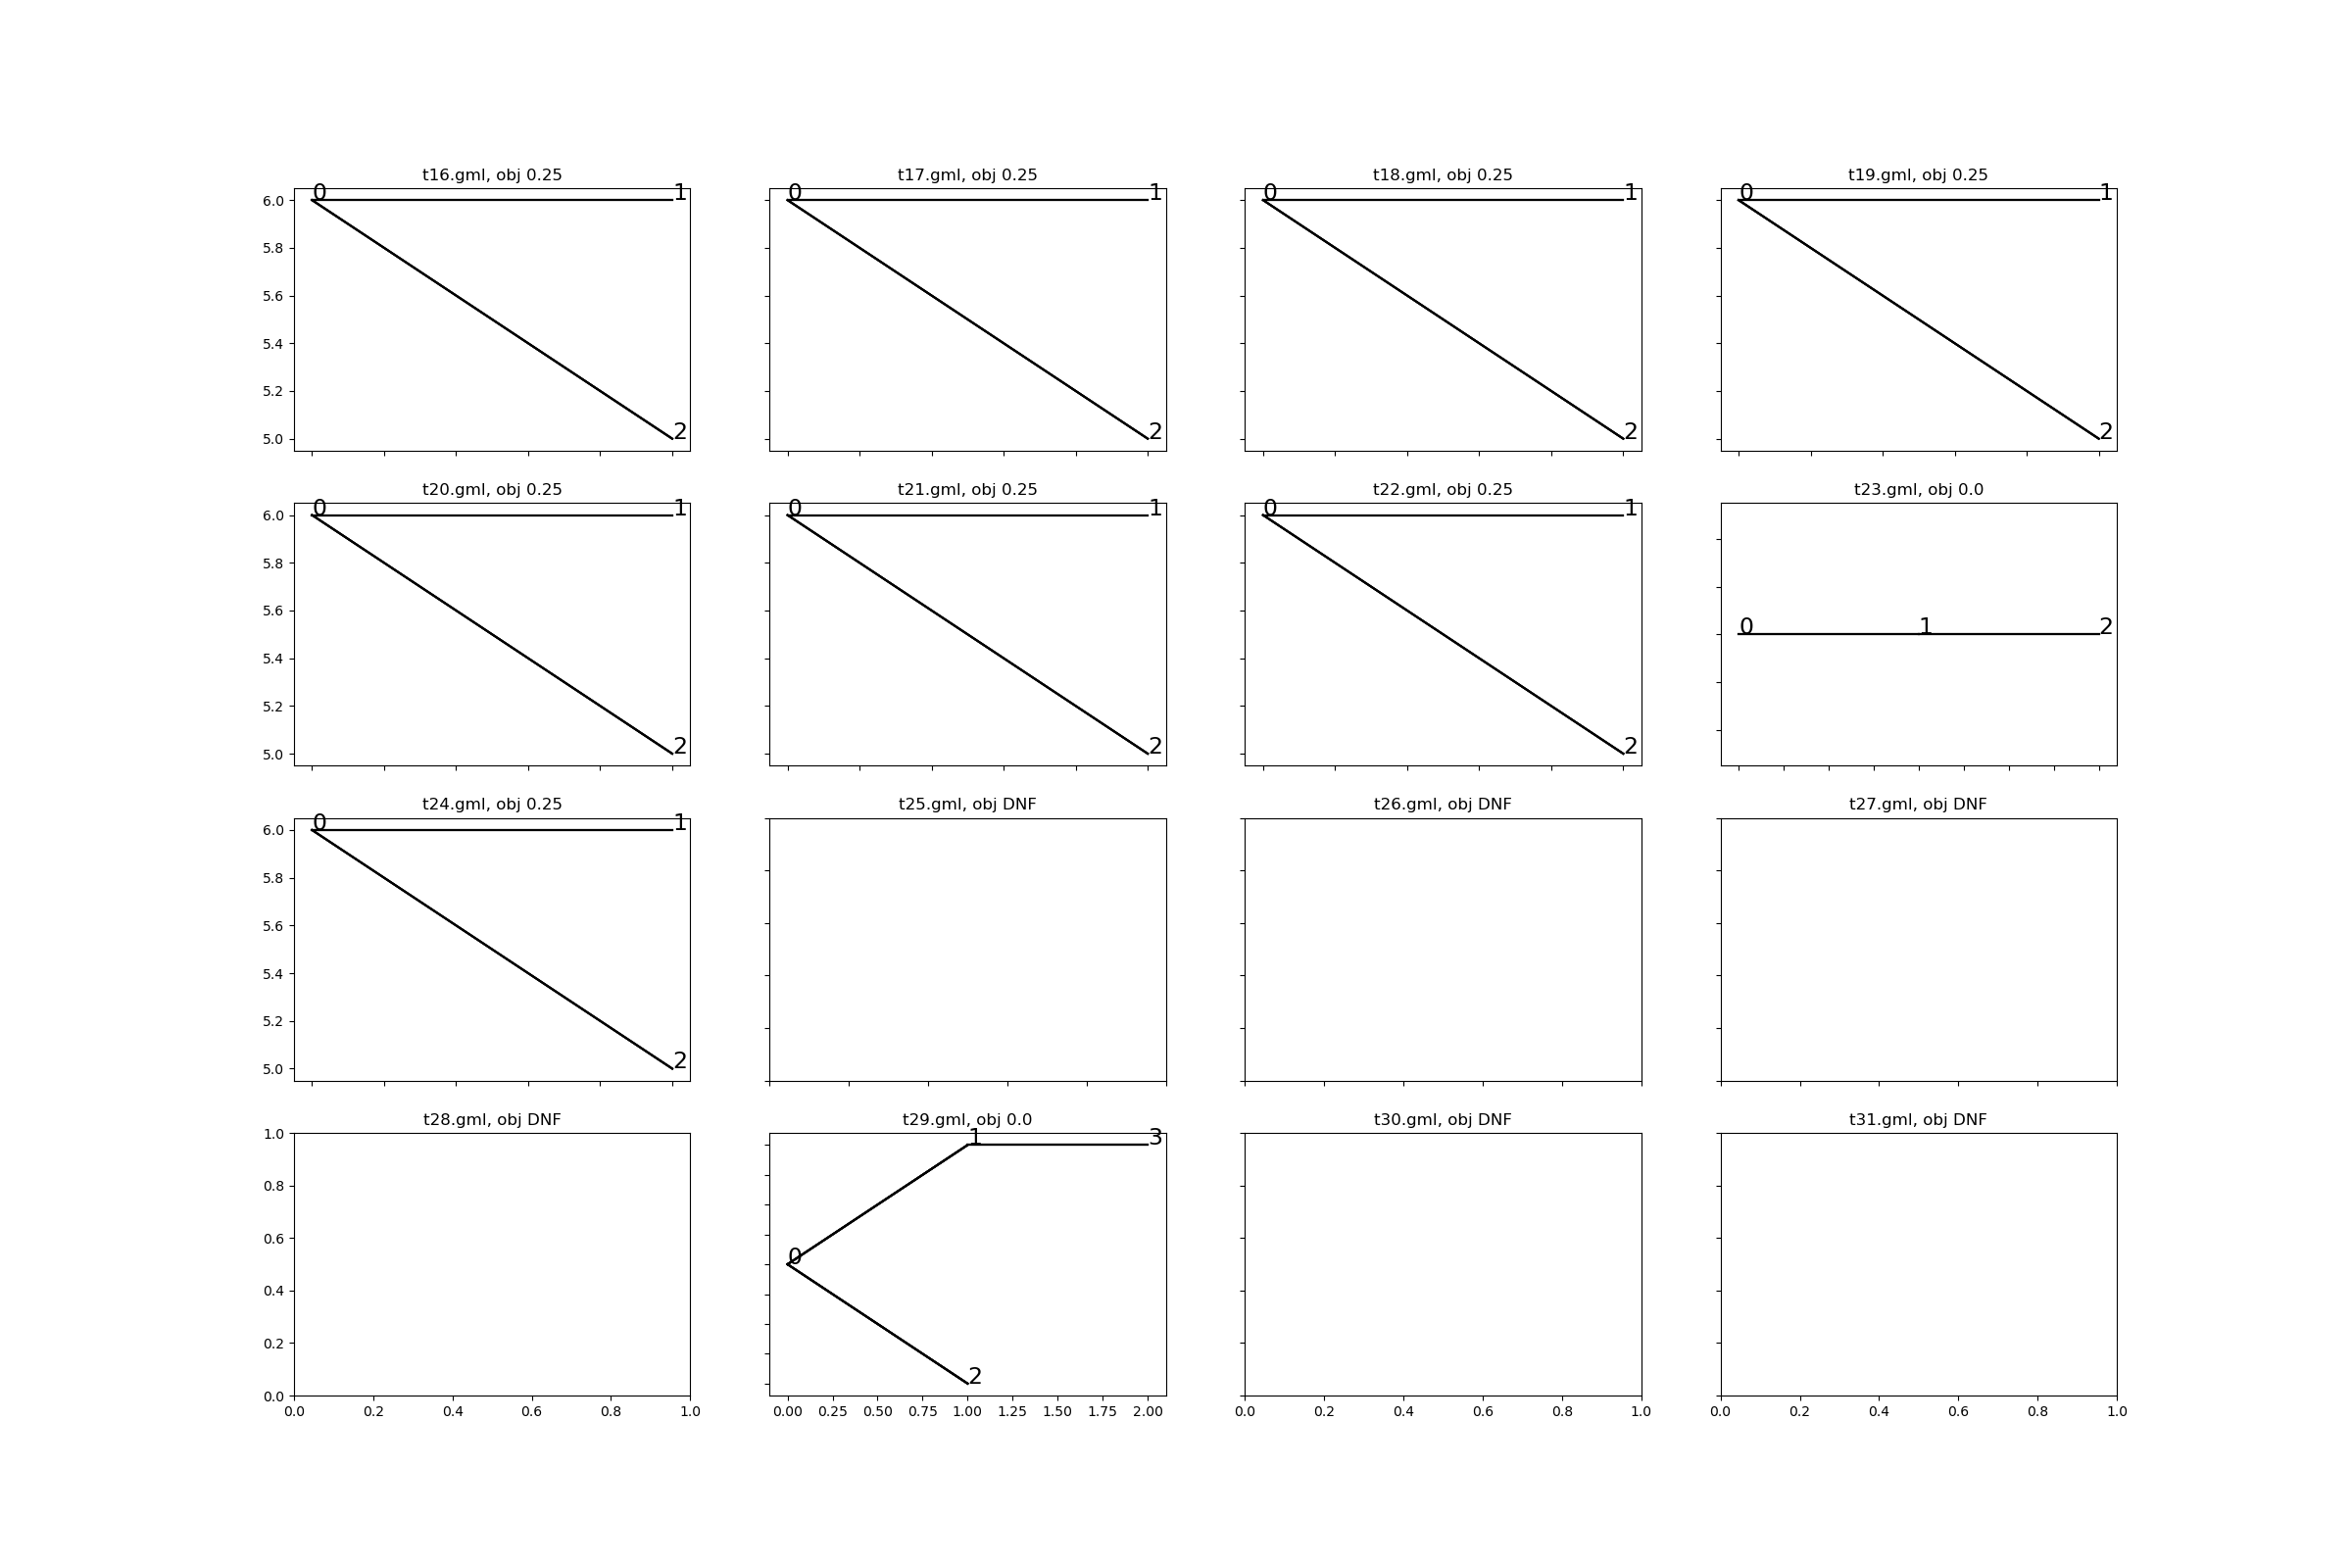 t16.gml, obj 0.25 t17.gml, obj 0.25 t18.gml, obj 0.25 t19.gml, obj 0.25
6.0 0 1 0 1 0 1 0 1
5.8
5.6
5.4
5.2
5.0 2 2 2 2
t20.gml, obj 0.25 t21.gml, obj 0.25 t22.gml, obj 0.25 t23.gml, obj 0.0
6.0 0 1 0 1 0 1
5.8
5.6
0 1 2
5.4
5.2
5.0 2 2 2
t24.gml, obj 0.25 t25.gml, obj DNF t26.gml, obj DNF t27.gml, obj DNF
6.0 0 1
5.8
5.6
5.4
5.2
5.0 2
t28.gml, obj DNF t29.gml, obj 0.0 t30.gml, obj DNF t31.gml, obj DNF
1.0 1 3
0.8
0.6
0
0.4
0.2
2
0.0
0.0 0.2 0.4 0.6 0.8 1.0 0.00 0.25 0.50 0.75 1.00 1.25 1.50 1.75 2.00 0.0 0.2 0.4 0.6 0.8 1.0 0.0 0.2 0.4 0.6 0.8 1.0